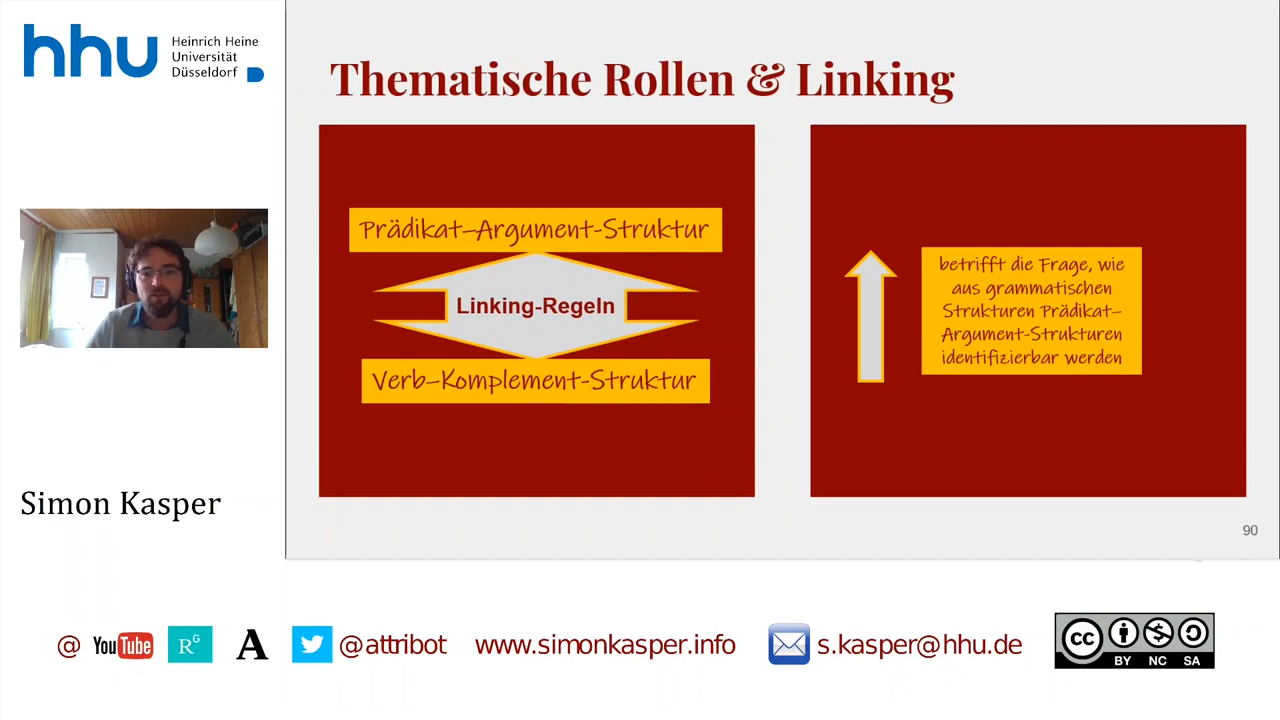 hhu
Heinrich Heine
Universität
Düsseldorf
Thematische Rollen & Linking
Prädikat–Argument-Struktur
Linking-Regeln
Verb–Komplement-Struktur
betrifft die Frage, wie
aus grammatischen
Strukturen Prädikat–
Argument-Strukturen
identifizierbar werden
Simon Kasper
90
@ YouTube RG A @attribot www.simonkasper.info s.kasper@hhu.de
cc BY NC SA